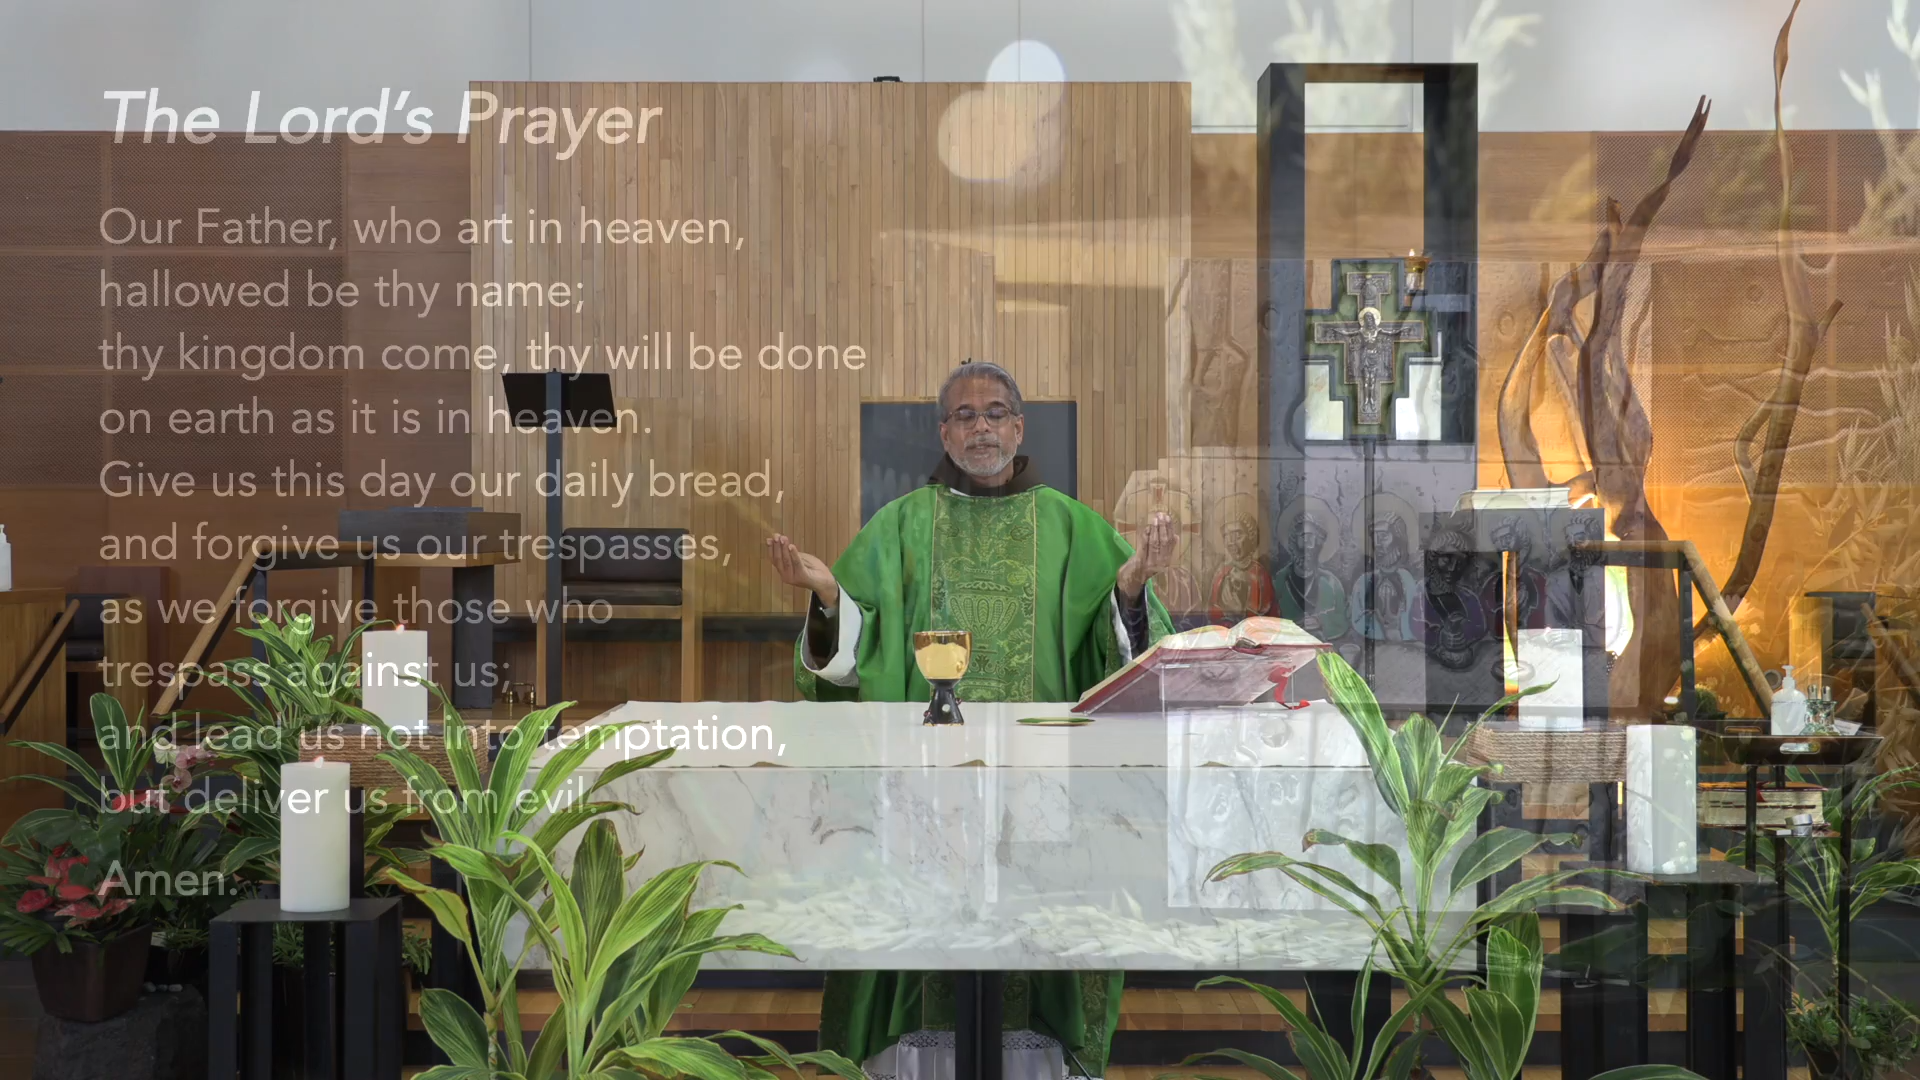 The Lord's Prayer
Our Father, who art in heaven,
hallowed be thy name;
thy kingdom come, thy will be done
on earth as it is in heaven.
Give us this day our daily bread,
and forgive us our trespasses,
as we forgive those who
trespass against us;
and lead us not into temptation,
but deliver us from evil.
Amen.